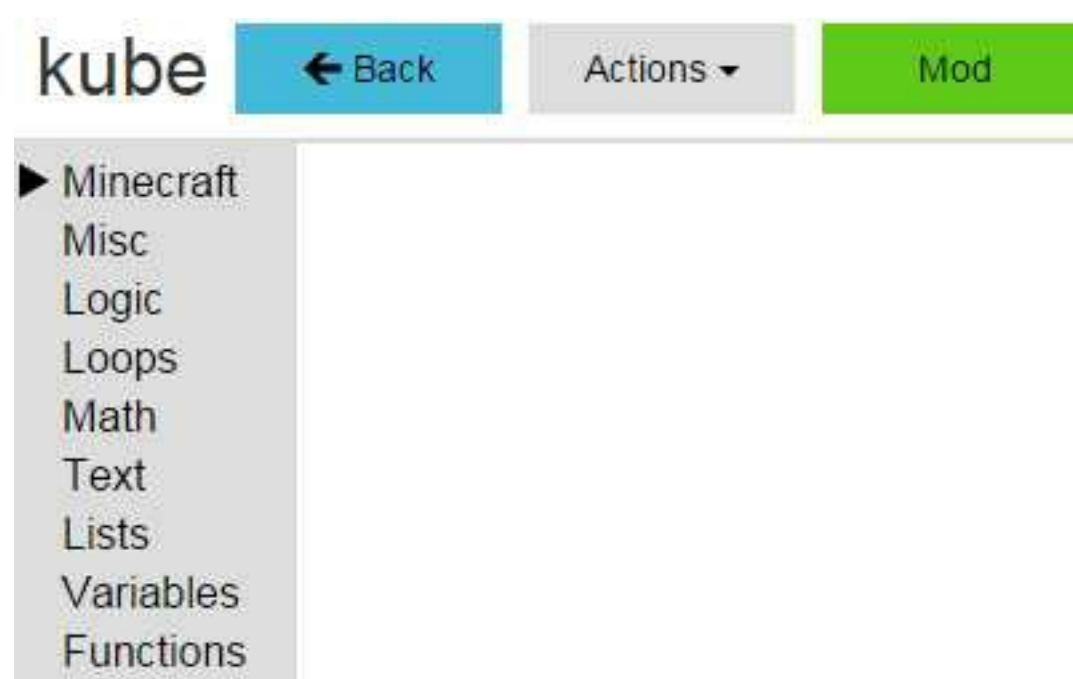 kube Back Actions Mod
Minecraft
Misc
Logic
Loops
Math
Text
Lists
Variables
Functions